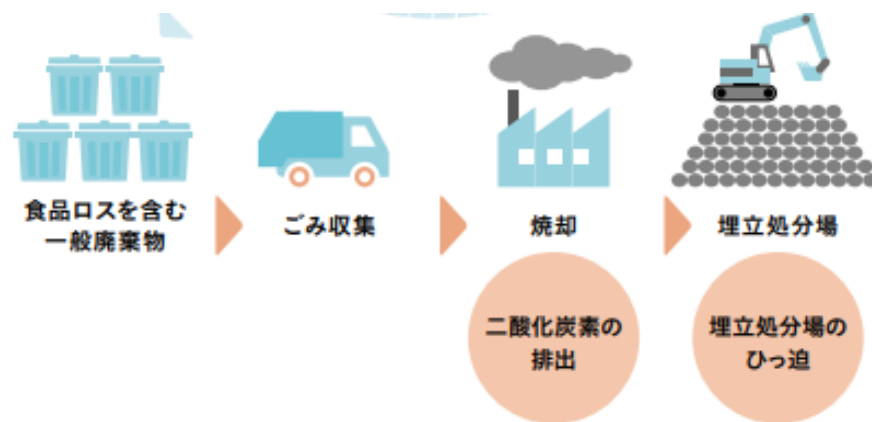 食品ロスを含む
一般廃棄物
ごみ収集
焼却
埋立処分場
二酸化炭素の
排出
埋立処分場の
ひっ迫